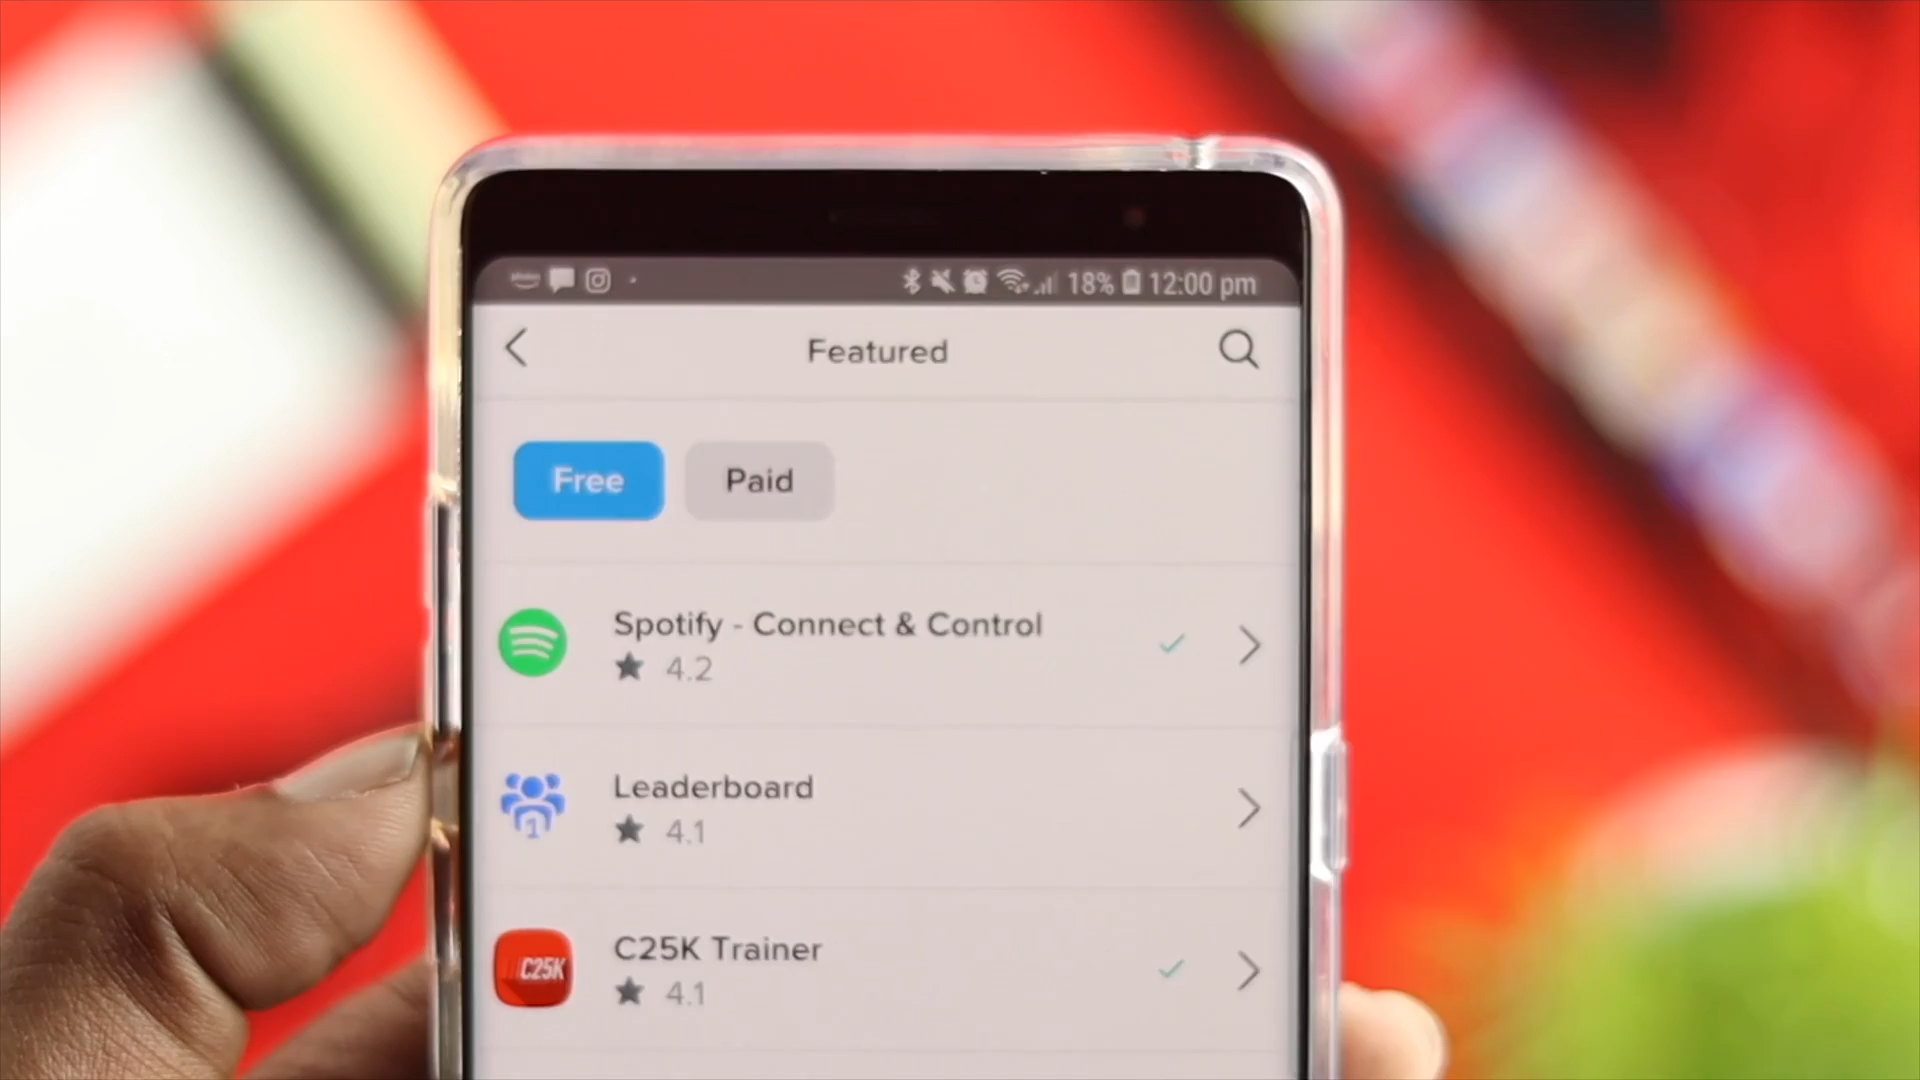 18% 12:00 pm
Featured
Free Paid
Spotify - Connect & Control
4.2
1
Leaderboard
4.1
C25K
C25K Trainer
4.1